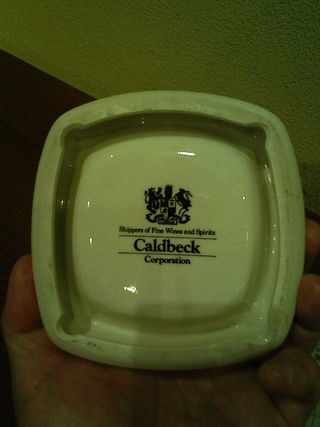 Shippers of Fine Wines and Spirits
Caldbeck
Corporation